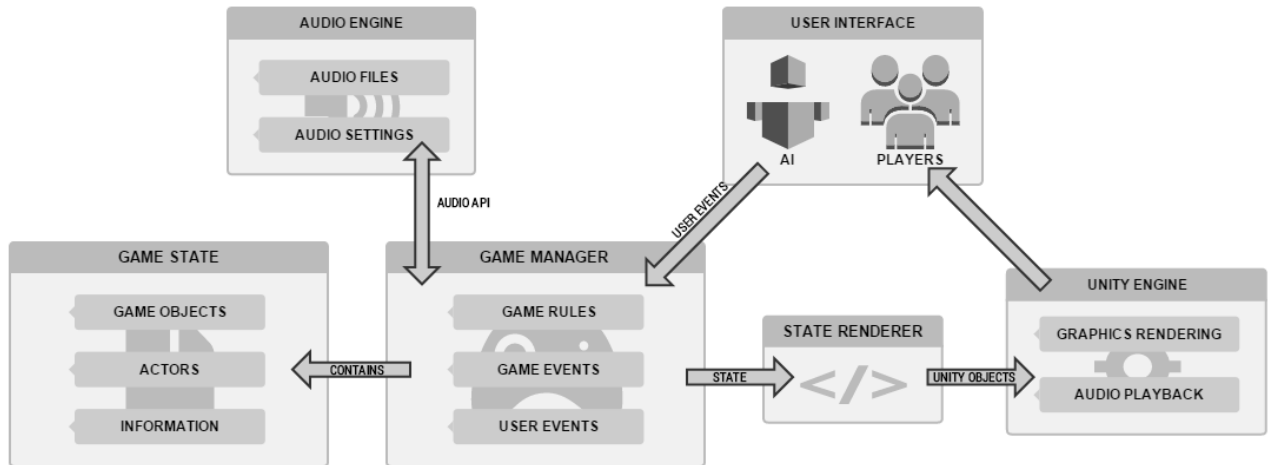 AUDIO ENGINE
AUDIO FILES
AUDIO SETTINGS
USER INTERFACE
AI
PLAYERS
AUDIO API
USER EVENTS
GAME STATE
GAME OBJECTS
ACTORS
INFORMATION
CONTAINS
GAME MANAGER
GAME RULES
GAME EVENTS
USER EVENTS
STATE
STATE RENDERER
</>
UNITY OBJECTS
UNITY ENGINE
GRAPHICS RENDERING
AUDIO PLAYBACK